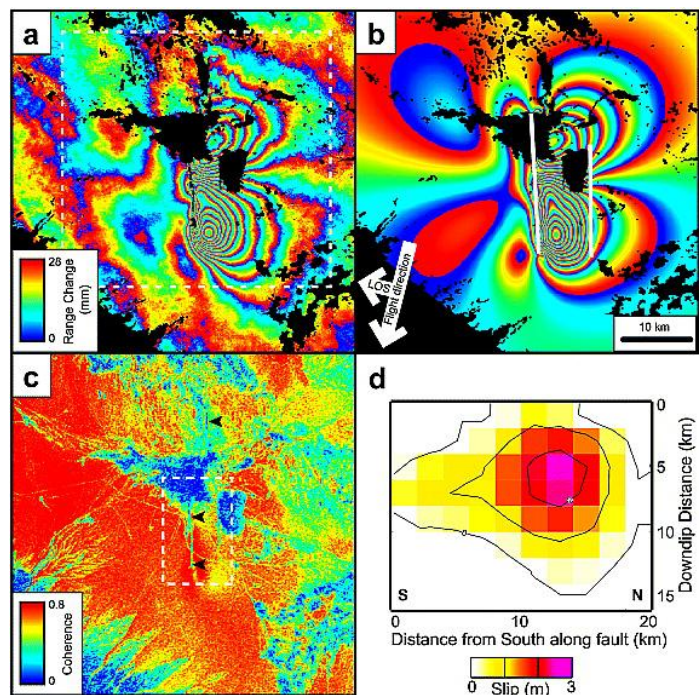 a
26
0
Range Change
(mm)
b
LOS
Flight direction
10 km
c
0.8
0
Coherence
d
0
5
10
15
Downdip Distance (km)
S
N
0
10
20
Distance from South along fault (km)
0
3
Slip (m)